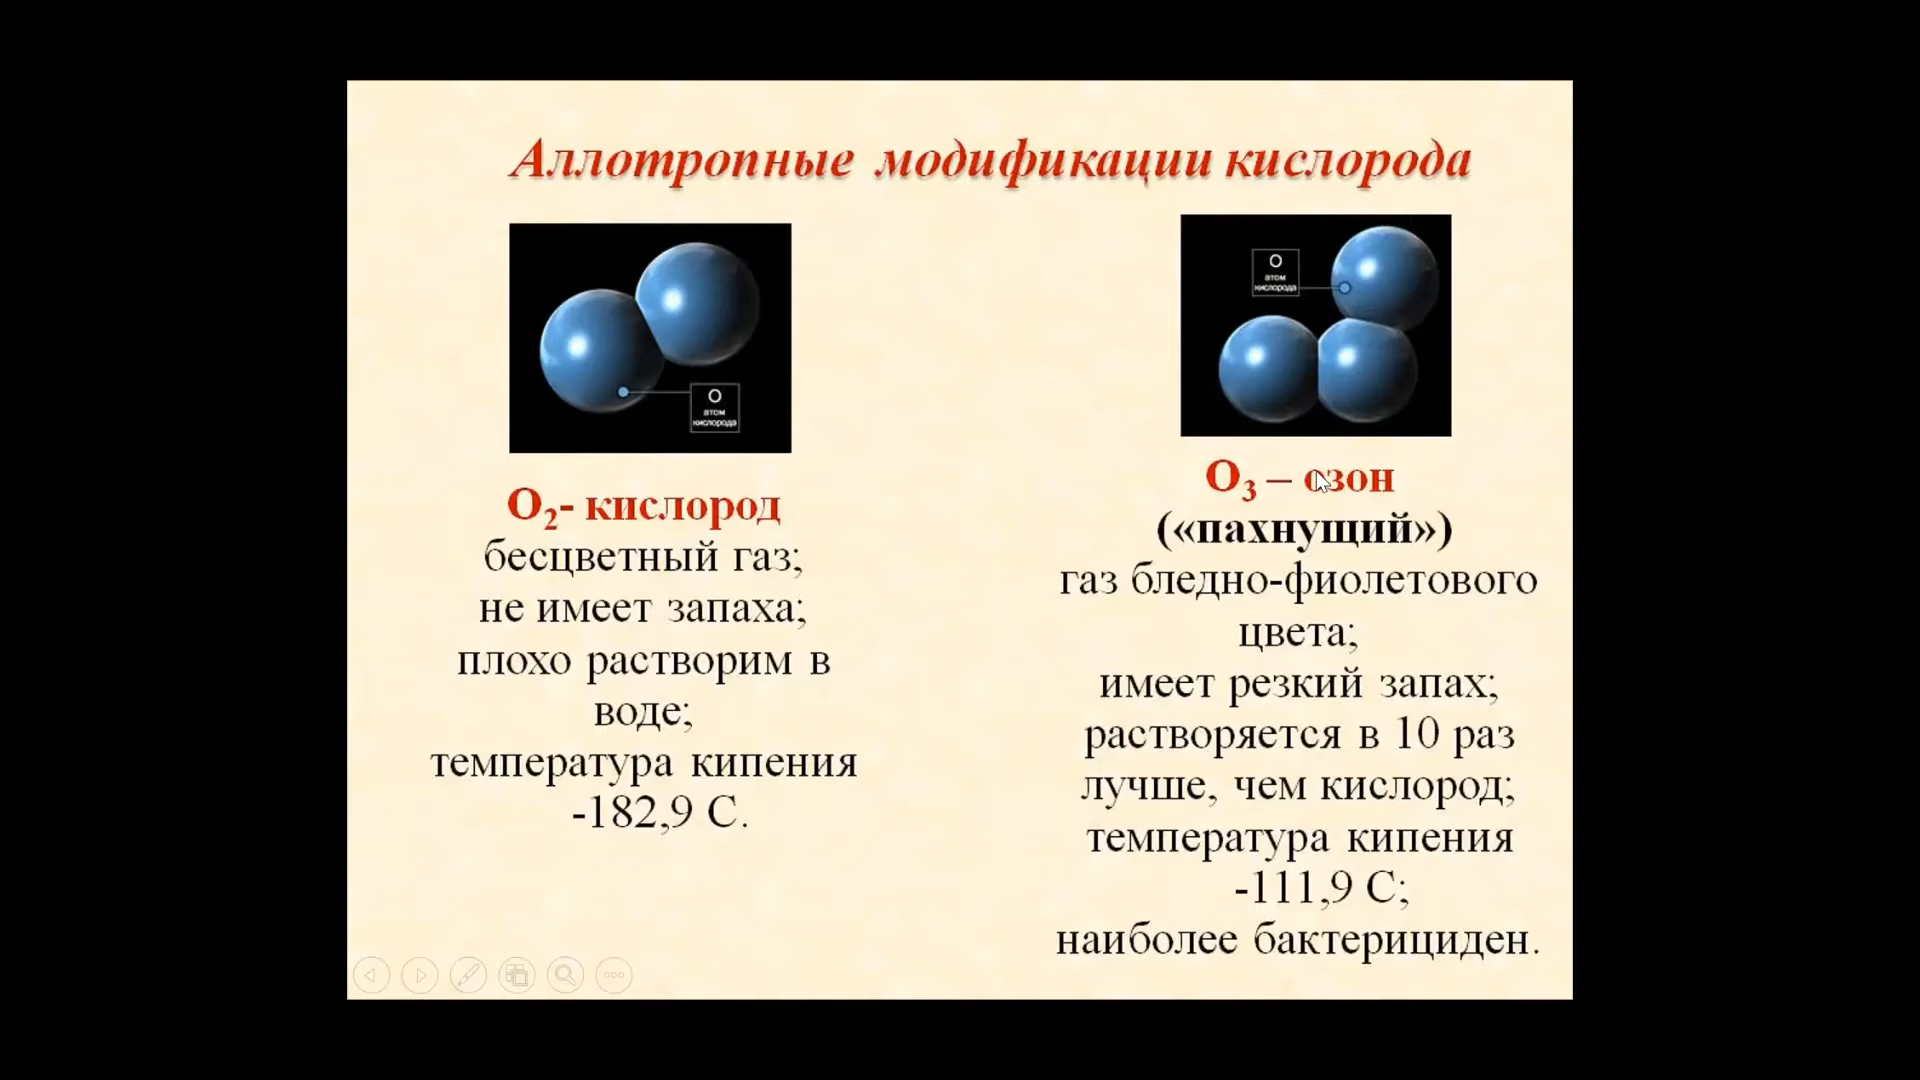 Аллотропные модификации кислорода
О
атом
кислорода
О₂- кислород
бесцветный газ;
не имеет запаха;
плохо растворим в
воде;
температура кипения
-182,9 С.
О
атом
кислорода
О₃ – озон
(«пахнущий»)
газ бледно-фиолетового
цвета;
имеет резкий запах;
растворяется в 10 раз
лучше, чем кислород;
температура кипения
-111,9 С;
наиболее бактерициден.